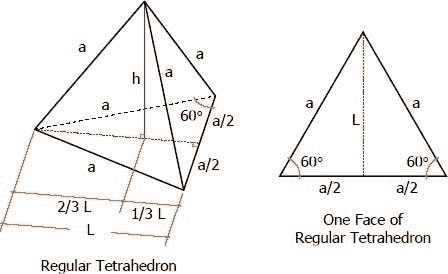 a
a
h
a
a
60°
a/2
a/2
a
2/3 L
1/3 L
L
Regular Tetrahedron
a
a
L
60°
60°
a/2
a/2
One Face of
Regular Tetrahedron